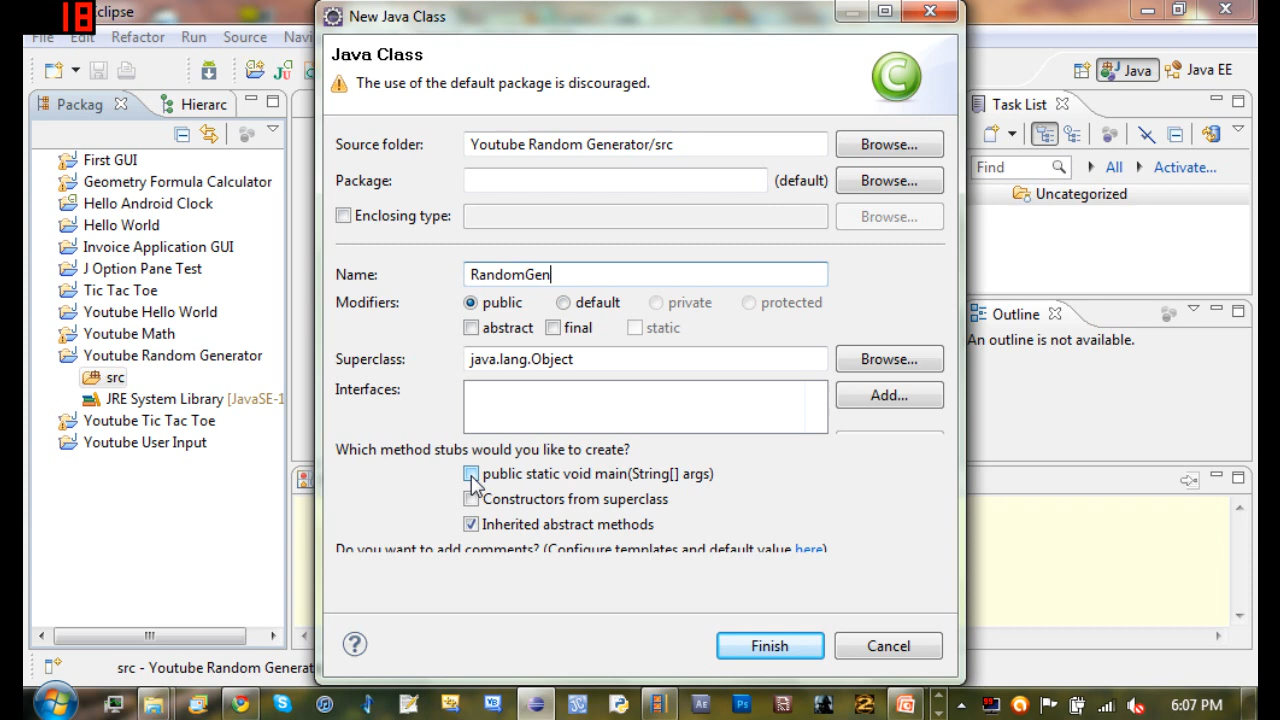 18
clipse
New Java Class
File Edit Refactor Run Source Navi
Java Class
The use of the default package is discouraged.
Java
Java EE
Packag
Hierarc
Task List
Source folder:
Youtube Random Generator/src
Browse...
Package:
(default)
Browse...
Find
All
Activate...
Enclosing type:
Browse...
Uncategorized
First GUI
Geometry Formula Calculator
Hello Android Clock
Hello World
Invoice Application GUI
J Option Pane Test
Tic Tac Toe
Youtube Hello World
Youtube Math
Youtube Random Generator
src
JRE System Library [JavaSE-1
Youtube Tic Tac Toe
Youtube User Input
Name:
RandomGen
Modifiers:
public
default
private
protected
abstract
final
static
Outline
An outline is not available.
Superclass:
java.lang.Object
Browse...
Interfaces:
Add...
Which method stubs would you like to create?
public static void main(String[] args)
Constructors from superclass
Inherited abstract methods
Do you want to add comments? (Configure templates and default value here)
Finish
Cancel
src - Youtube Random Generat
6:07 PM